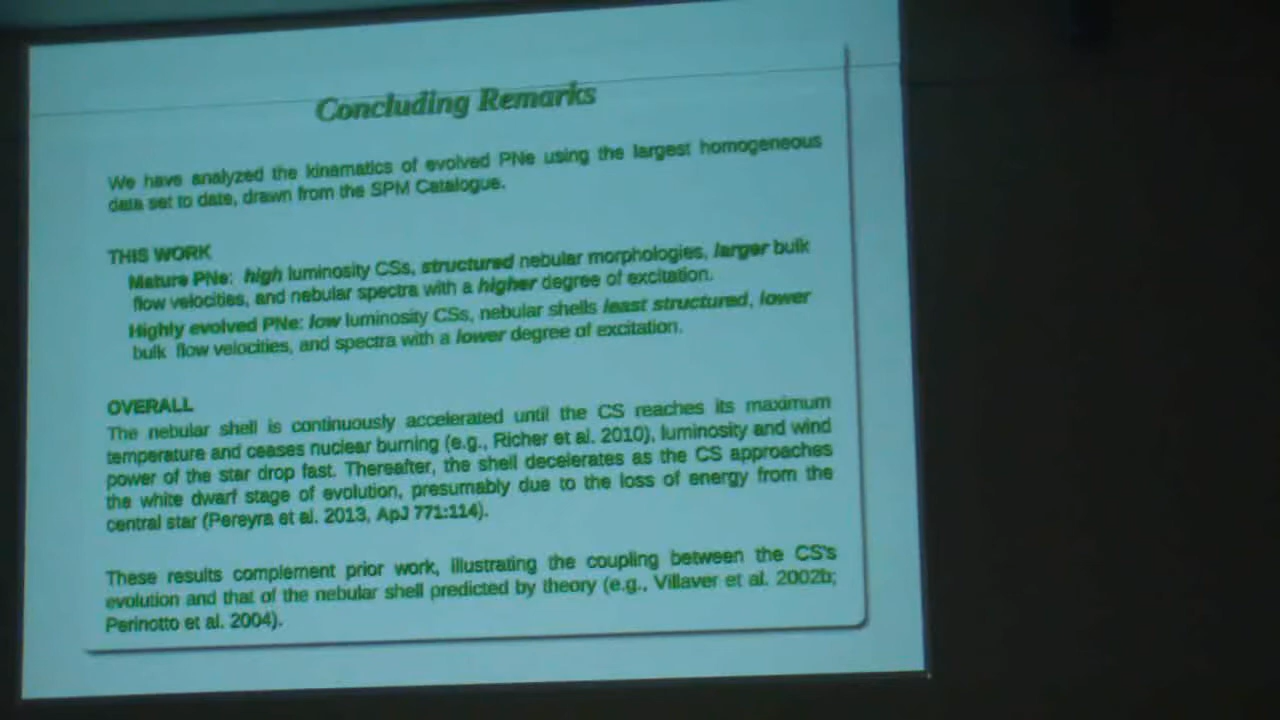 Concluding Remarks
We have analyzed the kinematics of evolved PNe using the largest homogeneous
data set to date, drawn from the SPM Catalogue.
THIS WORK
Mature PNe: high luminosity CSs, structured nebular morphologies, larger bulk
flow velocities, and nebular spectra with a higher degree of excitation.
Highly evolved PNe: low luminosity CSs, nebular shells least structured, lower
bulk flow velocities, and spectra with a lower degree of excitation.
OVERALL
The nebular shell is continuously accelerated until the CS reaches its maximum
temperature and ceases nuclear burning (e.g., Richer et al. 2010), luminosity and wind
power of the star drop fast. Thereafter, the shell decelerates as the CS approaches
the white dwarf stage of evolution, presumably due to the loss of energy from the
central star (Pereyra et al. 2013, ApJ 771:114).
These results complement prior work, illustrating the coupling between the CS's
evolution and that of the nebular shell predicted by theory (e.g., Villaver et al. 2002b;
Perinotto et al. 2004).